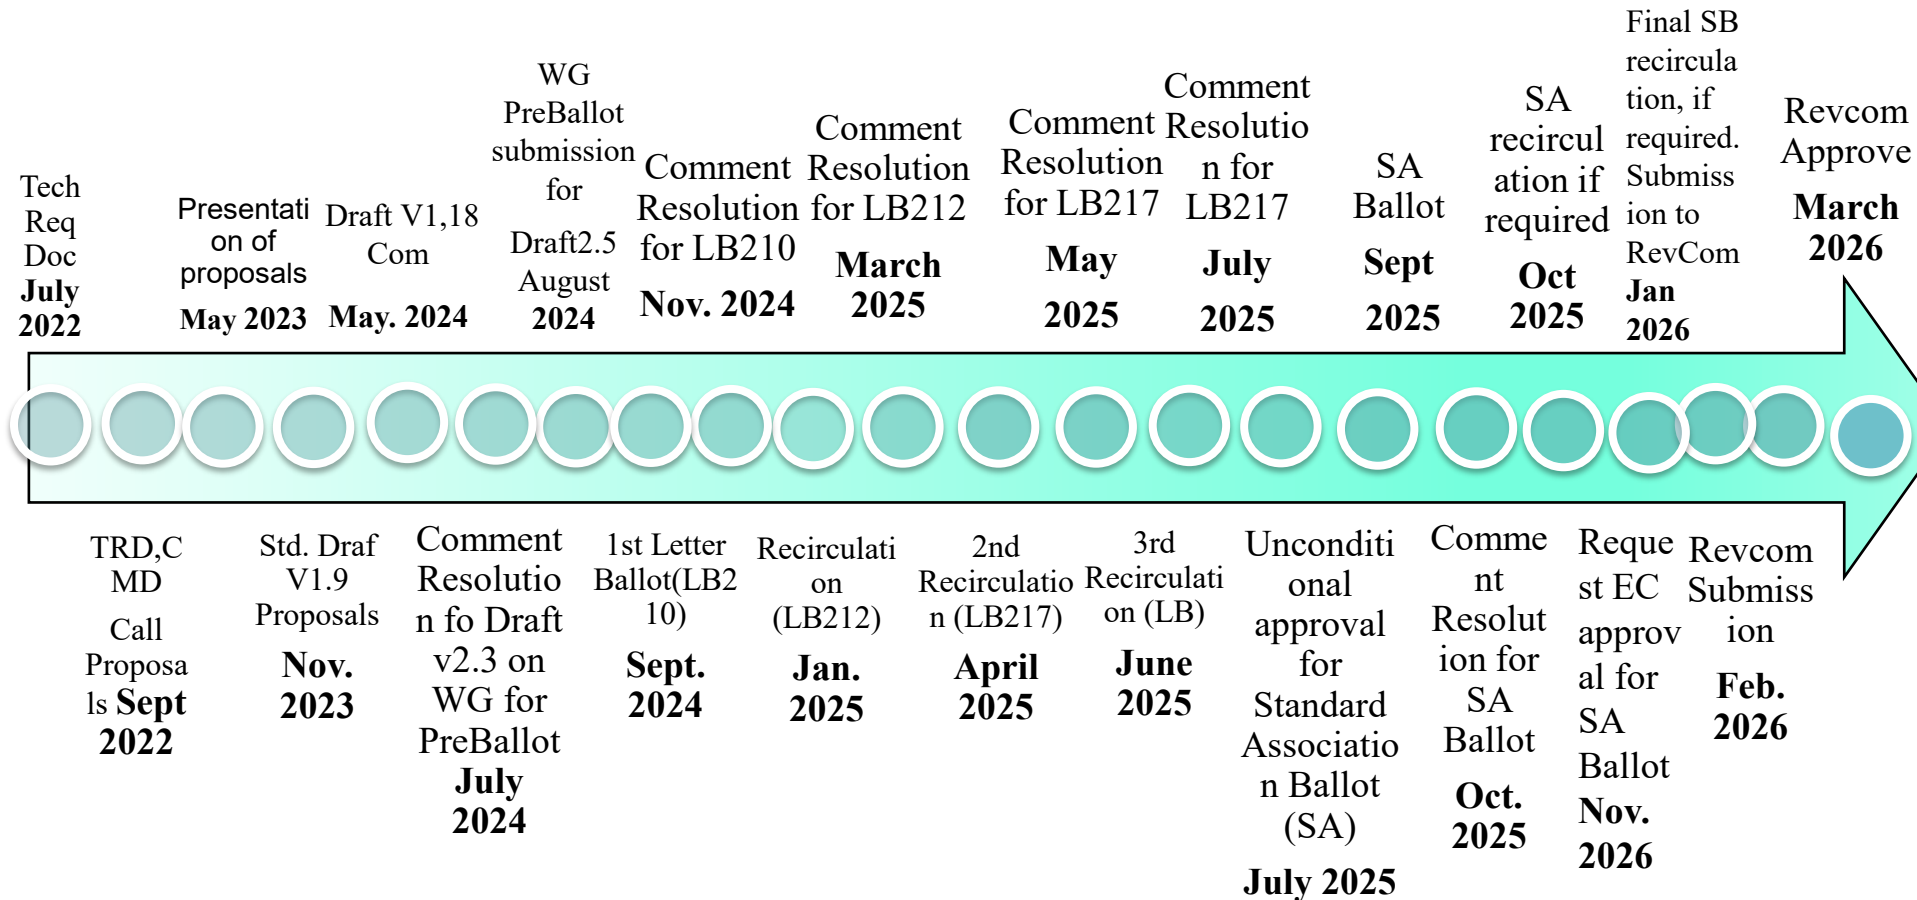 Tech
Req
Doc
July
2022
Presentati
on of
proposals
May 2023
Draft V1,18
Com
May. 2024
WG
PreBallot
submission
for
Draft2.5
August
2024
Comment
Resolution
for LB210
Nov. 2024
Comment
Resolution
for LB212
March
2025
Comment
Resolution
for LB217
May
2025
Comment
Resolutio
n for
LB217
July
2025
SA
Ballot
Sept
2025
SA
recircul
ation if
required
Oct
2025
Final SB
recircula
tion, if
required.
Submiss
ion to
RevCom
Jan
2026
Revcom
Approve
March
2026
TRD,C
MD
Call
Proposa
ls Sept
2022
Std. Draf
V1.9
Proposals
Nov.
2023
Comment
Resolutio
n fo Draft
v2.3 on
WG for
PreBallot
July
2024
1st Letter
Ballot(LB2
10)
Sept.
2024
Recirculati
on
(LB212)
Jan.
2025
2nd
Recirculatio
n (LB217)
April
2025
3rd
Recirculati
on (LB)
June
2025
Unconditi
onal
approval
for
Standard
Associatio
n Ballot
(SA)
July 2025
Comme
nt
Resolut
ion for
SA
Ballot
Oct.
2025
Reque
st EC
approv
al for
SA
Ballot
Nov.
2026
Revcom
Submiss
ion
Feb.
2026